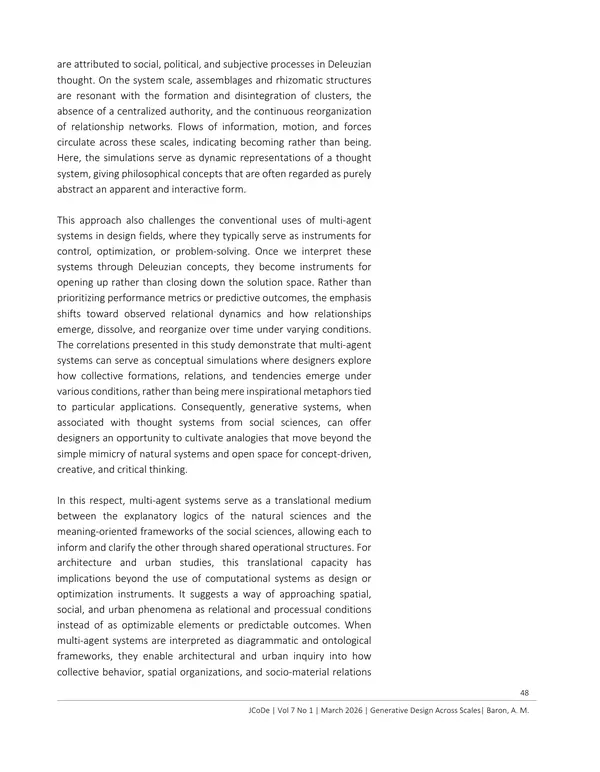 are attributed to social, political, and subjective processes in Deleuzian
thought. On the system scale, assemblages and rhizomatic structures
are resonant with the formation and disintegration of clusters, the
absence of a centralized authority, and the continuous reorganization
of relationship networks. Flows of information, motion, and forces
circulate across these scales, indicating becoming rather than being.
Here, the simulations serve as dynamic representations of a thought
system, giving philosophical concepts that are often regarded as purely
abstract an apparent and interactive form.
This approach also challenges the conventional uses of multi-agent
systems in design fields, where they typically serve as instruments for
control, optimization, or problem-solving. Once we interpret these
systems through Deleuzian concepts, they become instruments for
opening up rather than closing down the solution space. Rather than
prioritizing performance metrics or predictive outcomes, the emphasis
shifts toward observed relational dynamics and how relationships
emerge, dissolve, and reorganize over time under varying conditions.
The correlations presented in this study demonstrate that multi-agent
systems can serve as conceptual simulations where designers explore
how collective formations, relations, and tendencies emerge under
various conditions, rather than being mere inspirational metaphors tied
to particular applications. Consequently, generative systems, when
associated with thought systems from social sciences, can offer
designers an opportunity to cultivate analogies that move beyond the
simple mimicry of natural systems and open space for concept-driven,
creative, and critical thinking.
In this respect, multi-agent systems serve as a translational medium
between the explanatory logics of the natural sciences and the
meaning-oriented frameworks of the social sciences, allowing each to
inform and clarify the other through shared operational structures. For
architecture and urban studies, this translational capacity has
implications beyond the use of computational systems as design or
optimization instruments. It suggests a way of approaching spatial,
social, and urban phenomena as relational and processual conditions
instead of as optimizable elements or predictable outcomes. When
multi-agent systems are interpreted as diagrammatic and ontological
frameworks, they enable architectural and urban inquiry into how
collective behavior, spatial organizations, and socio-material relations
48
JCoDe | Vol 7 No 1 | March 2026 | Generative Design Across Scales| Baron, A. M.